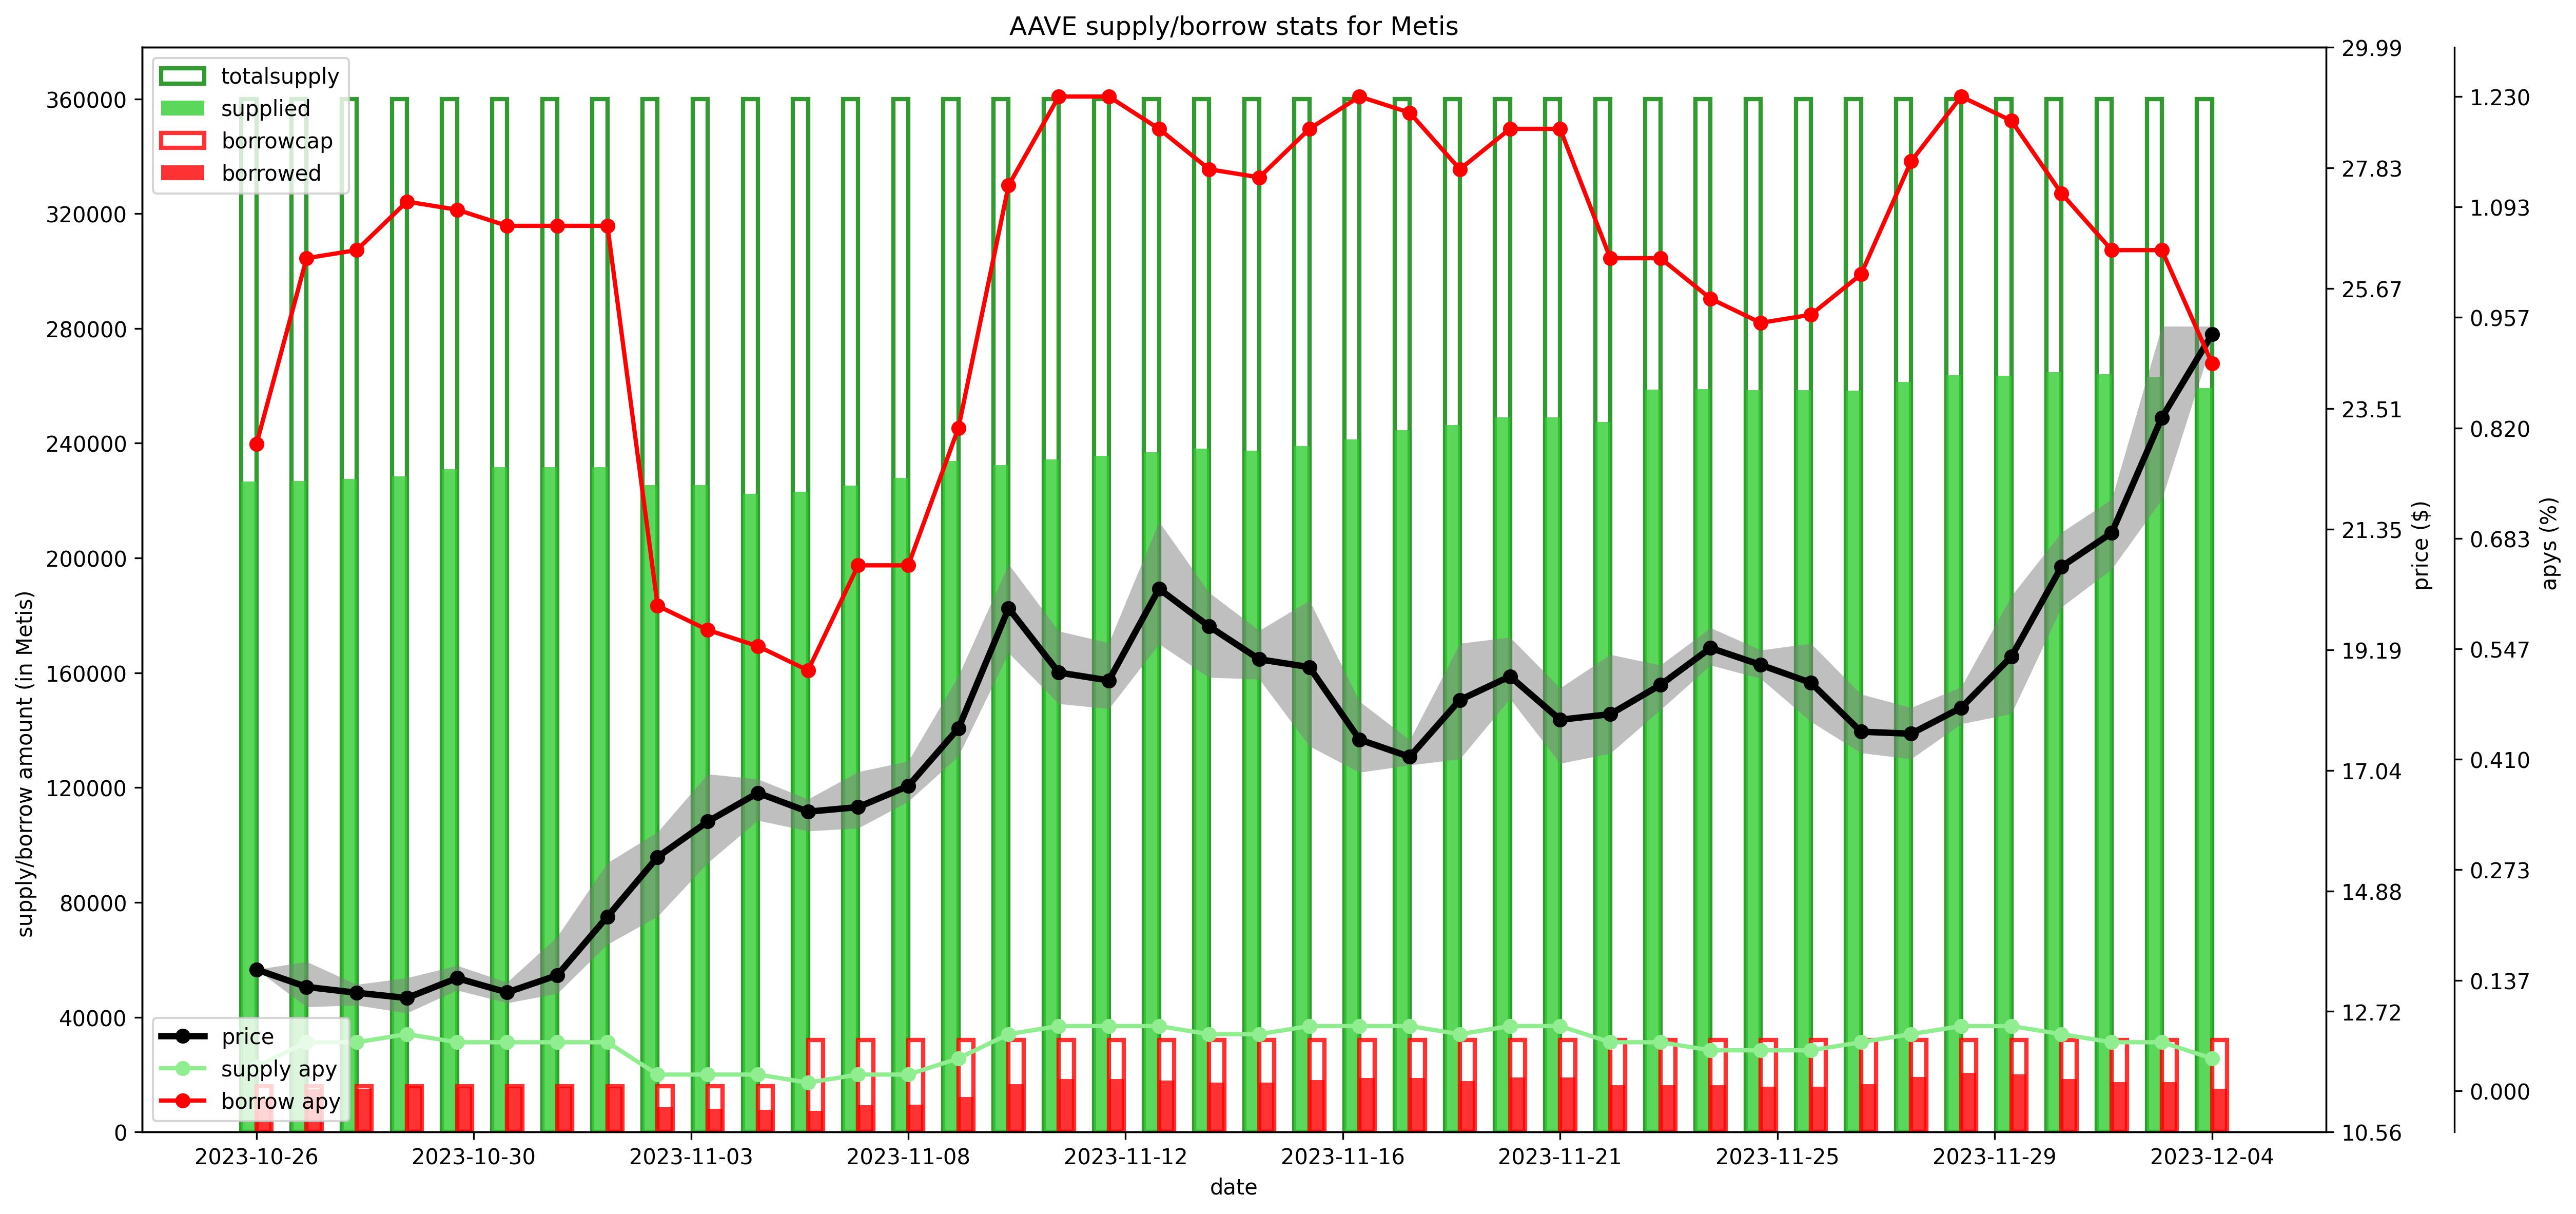 AAVE supply/borrow stats for Metis
totalsupply
supplied
borrowcap
borrowed
price
supply apy
borrow apy
supply/borrow amount (in Metis)
360000
320000
280000
240000
200000
160000
120000
80000
40000
0
29.99
27.83
25.67
23.51
21.35
19.19
17.04
14.88
12.72
10.56
price ($)
1.230
1.093
0.957
0.820
0.683
0.547
0.410
0.273
0.137
0.000
apys (%)
2023-10-26 2023-10-30 2023-11-03 2023-11-08 2023-11-12 2023-11-16 2023-11-21 2023-11-25 2023-11-29 2023-12-04
date